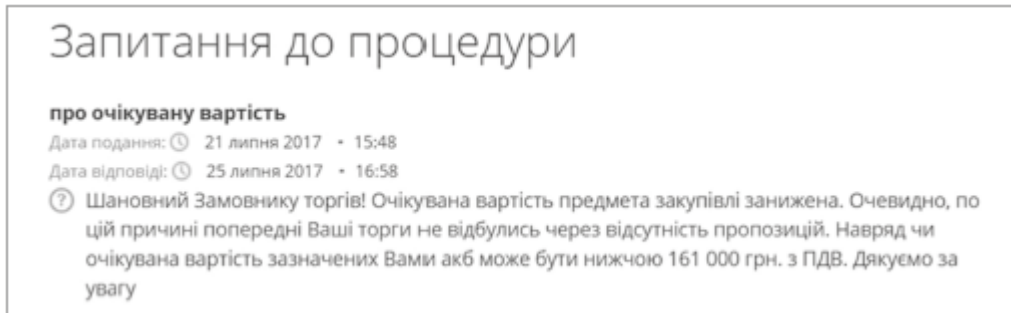 Запитання до процедури
про очікувану вартість
Дата подання: 21 липня 2017 - 15:48
Дата відповіді: 25 липня 2017 - 16:58
? Шановний Замовнику торгів! Очікувана вартість предмета закупівлі занижена. Очевидно, по
цій причині попередні Ваші торги не відбулись через відсутність пропозицій. Навряд чи
очікувана вартість зазначених Вами акб може бути нижчою 161 000 грн. з ПДВ. Дякуємо за
увагу